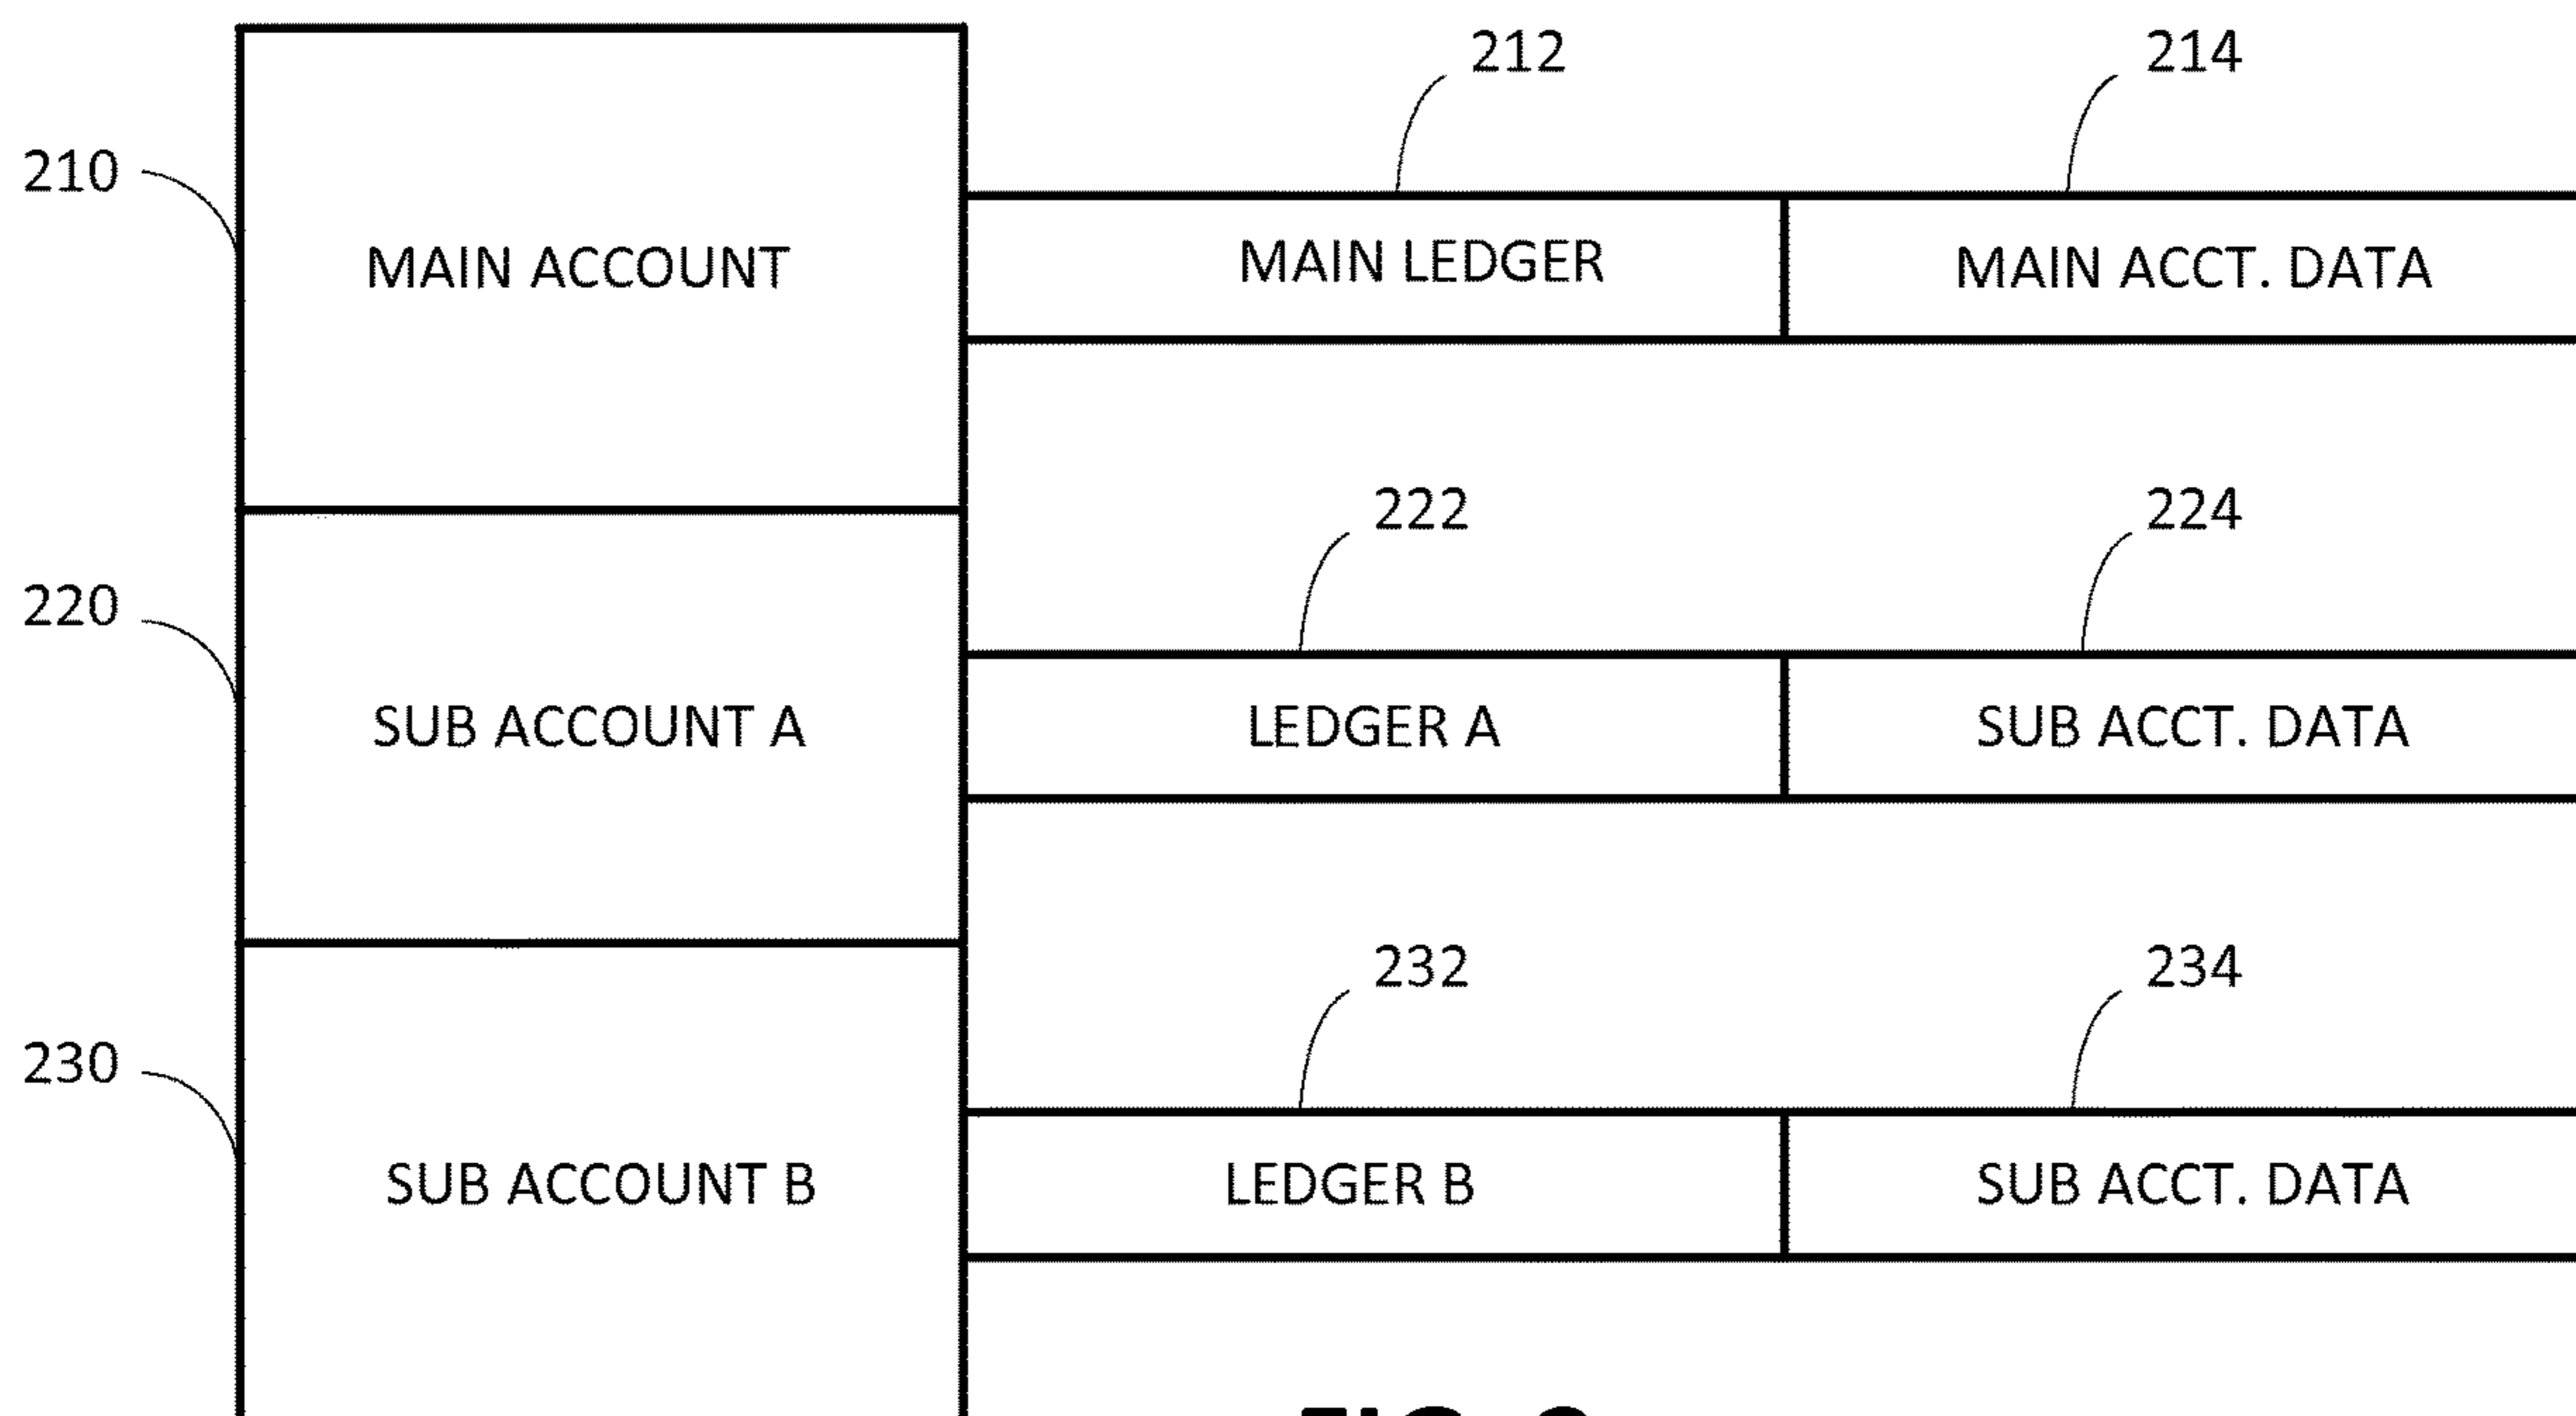 212 214
210
MAIN ACCOUNT MAIN LEDGER MAIN ACCT. DATA
222 224
220
SUB ACCOUNT A LEDGER A SUB ACCT. DATA
232 234
230
SUB ACCOUNT B LEDGER B SUB ACCT. DATA